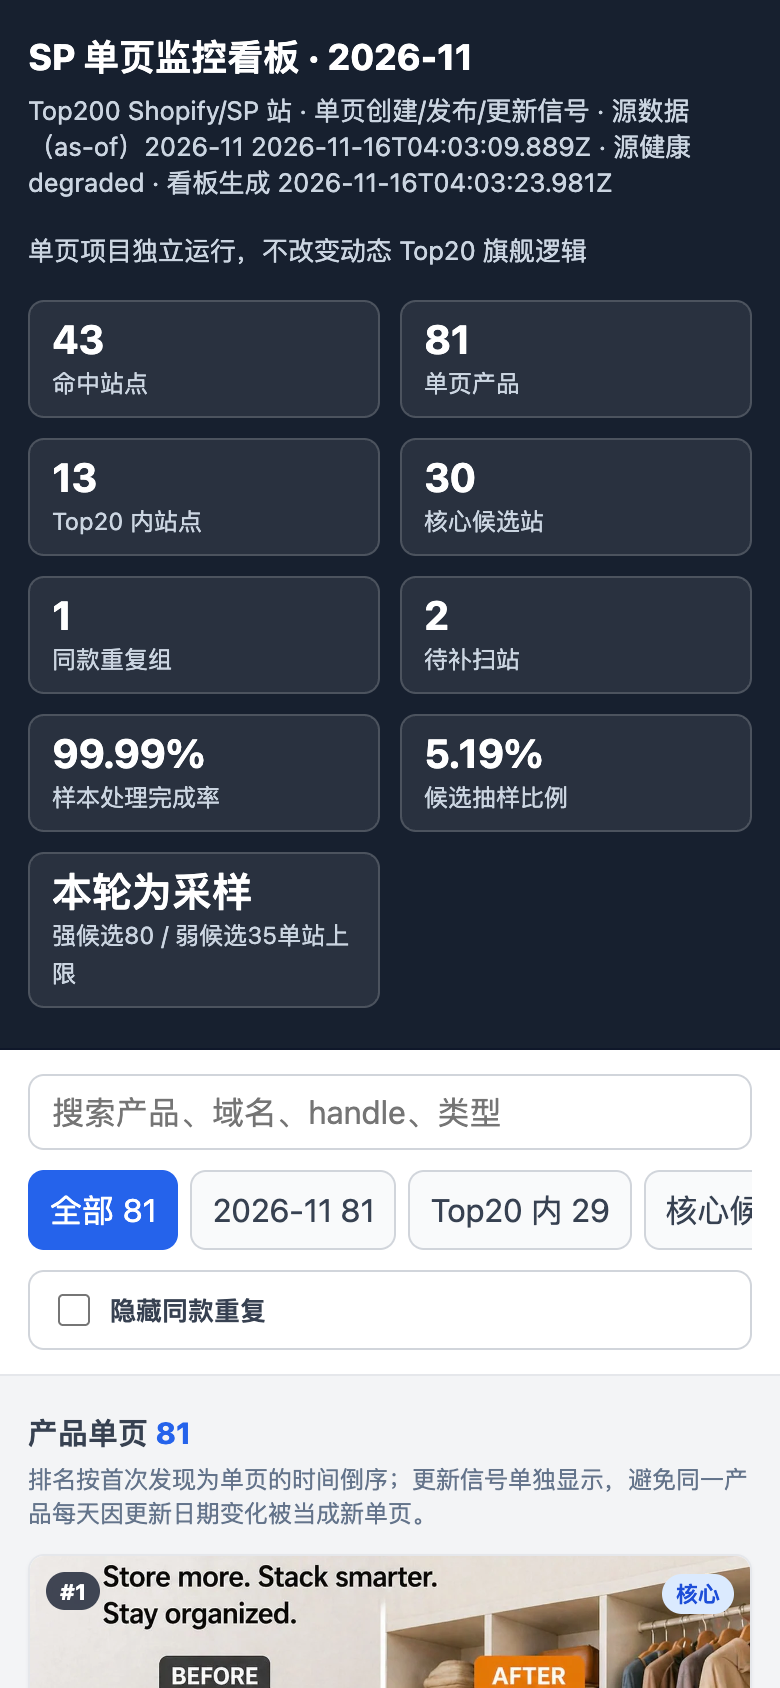 SP 单页监控看板 · 2026-11
Top200 Shopify/SP 站 · 单页创建/发布/更新信号 · 源数据
（as-of）2026-11 2026-11-16T04:03:09.889Z · 源健康
degraded · 看板生成 2026-11-16T04:03:23.981Z
单页项目独立运行，不改变动态 Top20 旗舰逻辑
43
命中站点
81
单页产品
13
Top20 内站点
30
核心候选站
1
同款重复组
2
待补扫站
99.99%
样本处理完成率
5.19%
候选抽样比例
本轮为采样
强候选80 / 弱候选35单站上
限
搜索产品、域名、handle、类型
全部 81
2026-11 81
Top20 内 29
核心候
隐藏同款重复
产品单页 81
排名按首次发现为单页的时间倒序；更新信号单独显示，避免同一产
品每天因更新日期变化被当成新单页。
#1
Store more. Stack smarter.
Stay organized.
核心
BEFORE
AFTER